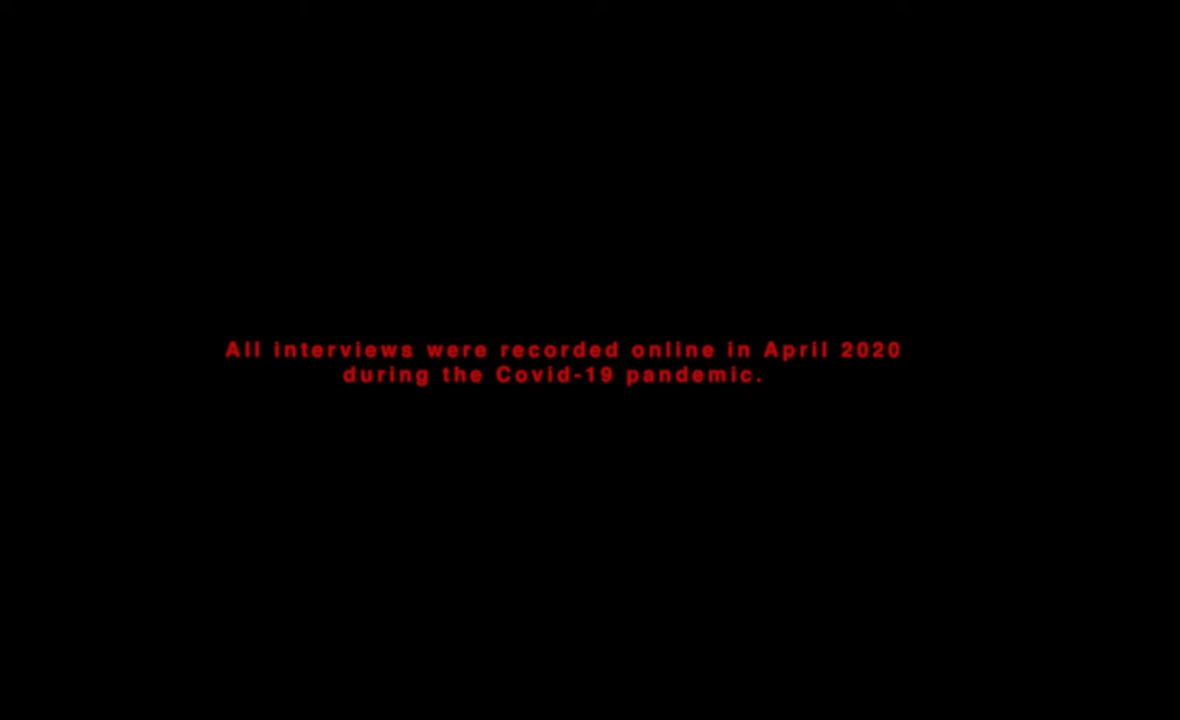 All interviews were recorded online in April 2020
during the Covid-19 pandemic.